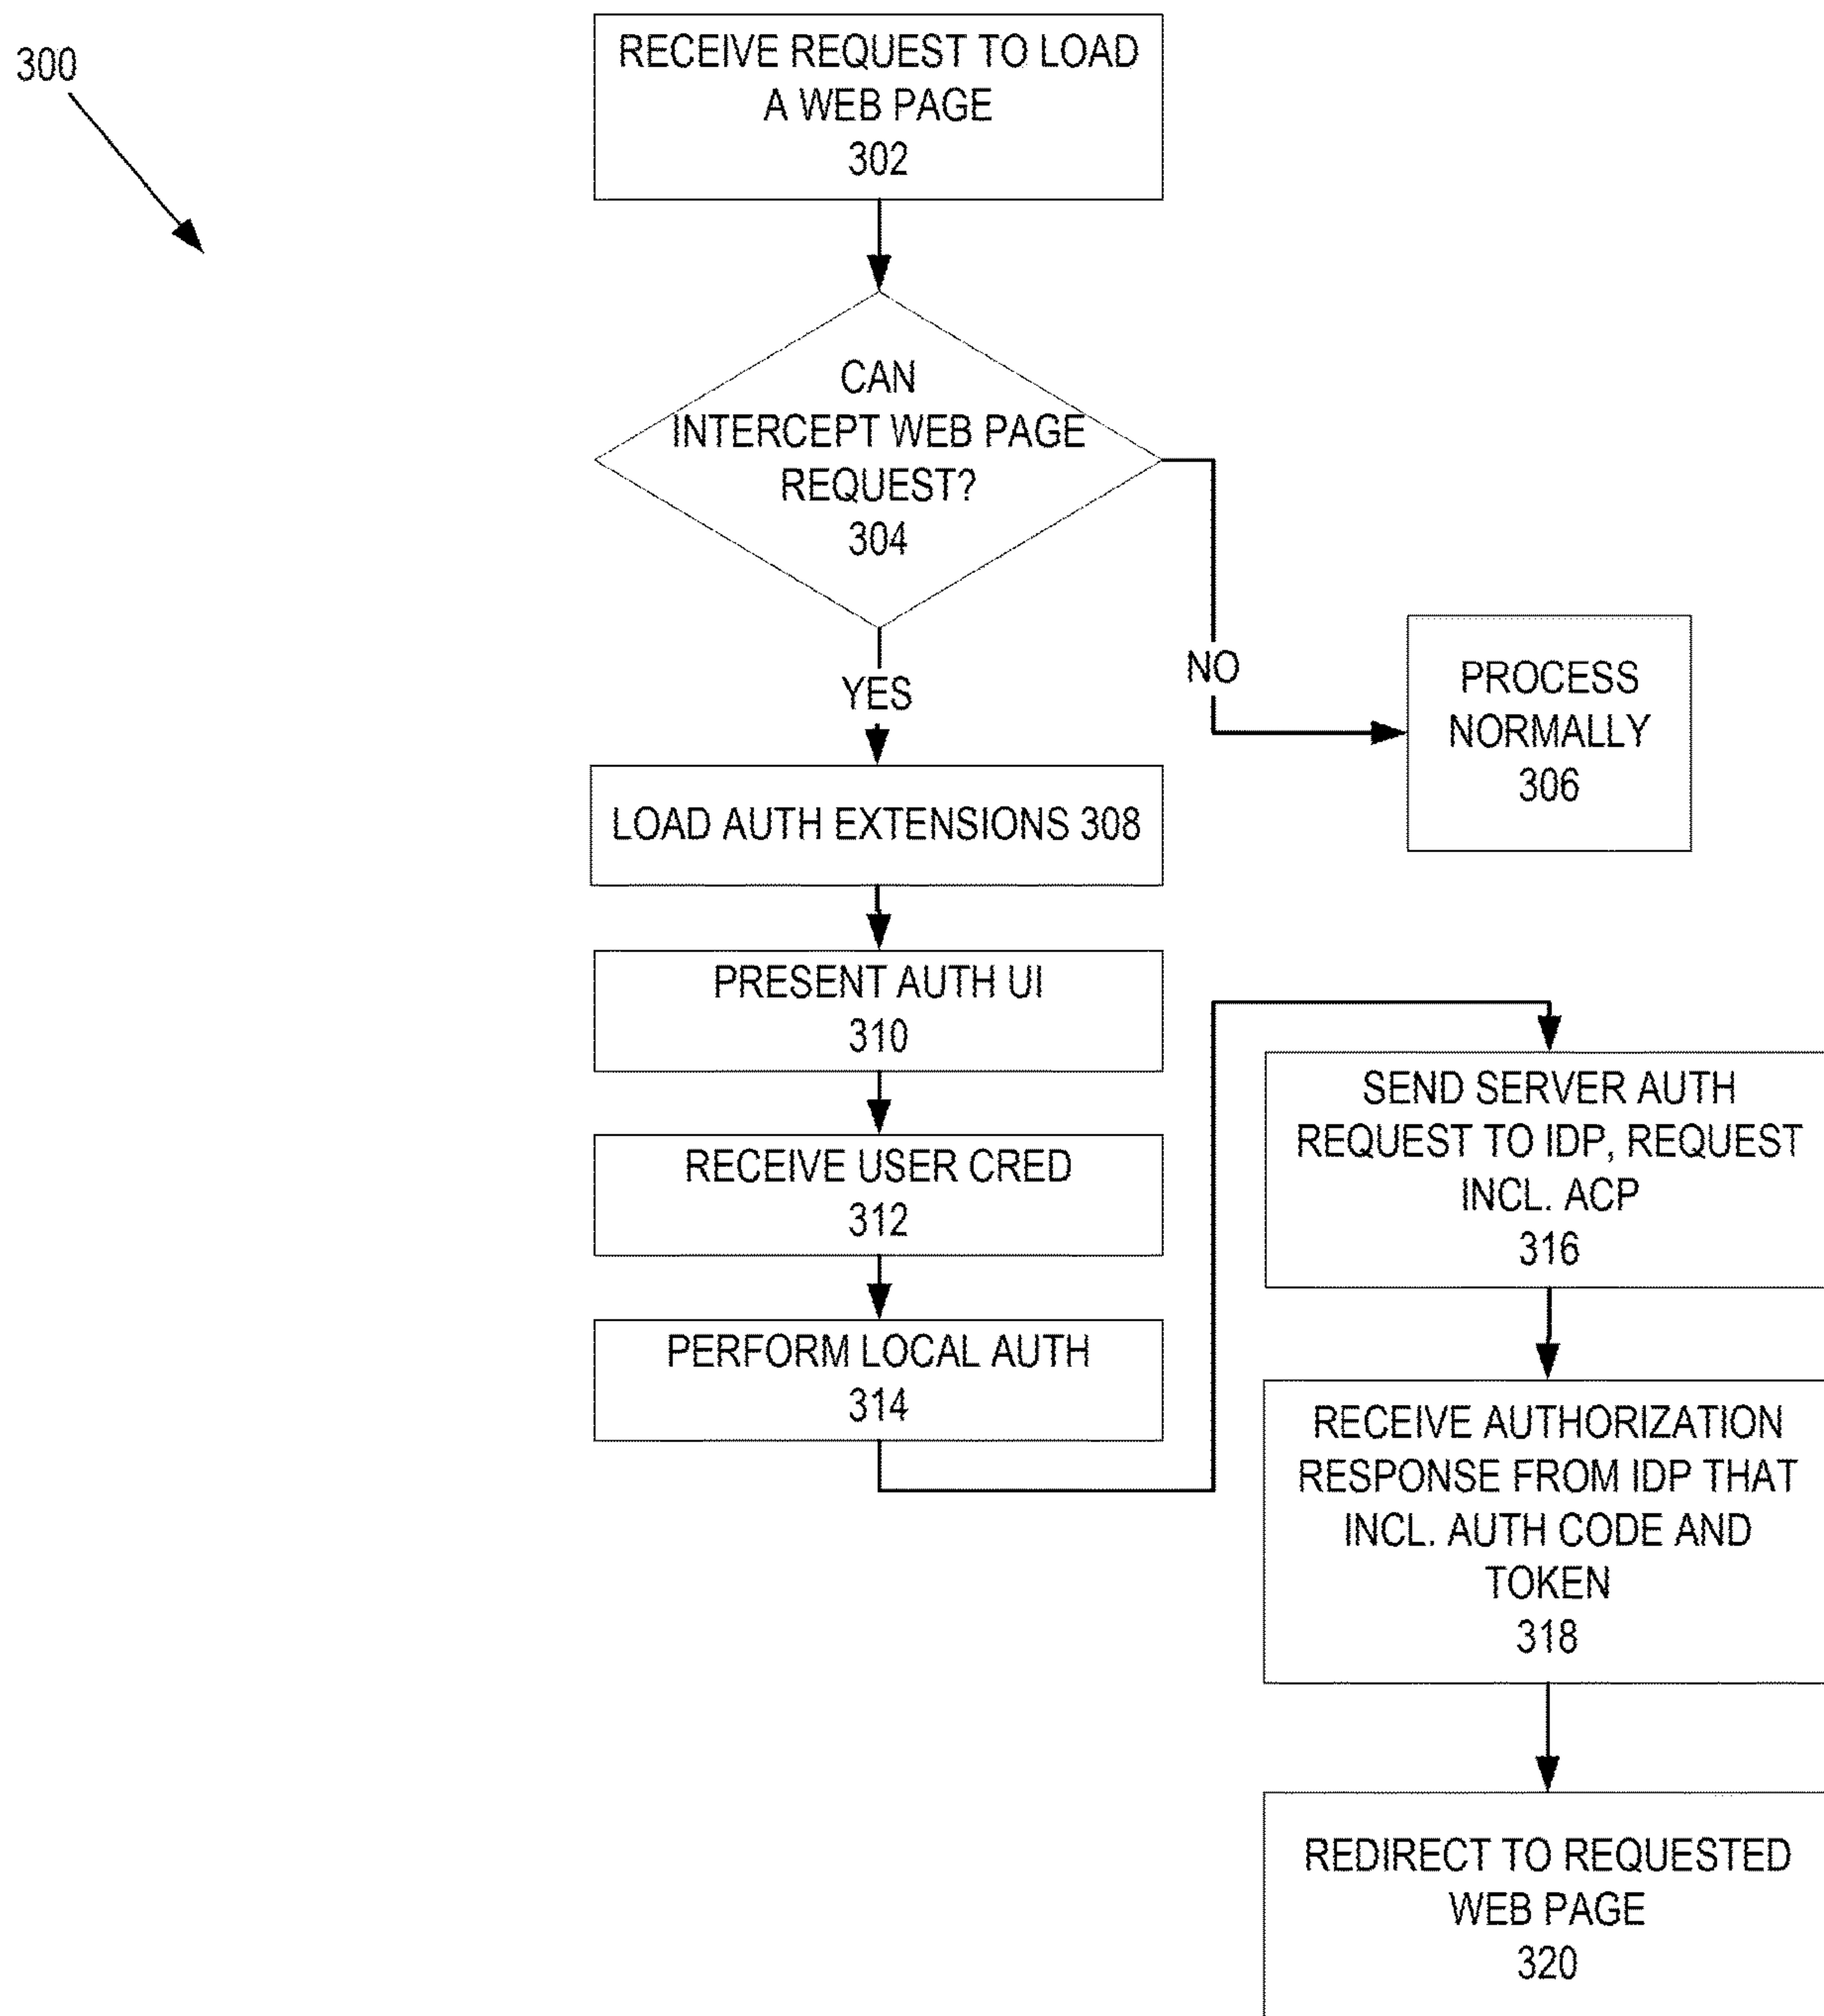 300
RECEIVE REQUEST TO LOAD
A WEB PAGE
302
CAN
INTERCEPT WEB PAGE
REQUEST?
304
NO
YES
PROCESS
NORMALLY
306
LOAD AUTH EXTENSIONS 308
PRESENT AUTH UI
310
RECEIVE USER CRED
312
PERFORM LOCAL AUTH
314
SEND SERVER AUTH
REQUEST TO IDP, REQUEST
INCL. ACP
316
RECEIVE AUTHORIZATION
RESPONSE FROM IDP THAT
INCL. AUTH CODE AND
TOKEN
318
REDIRECT TO REQUESTED
WEB PAGE
320